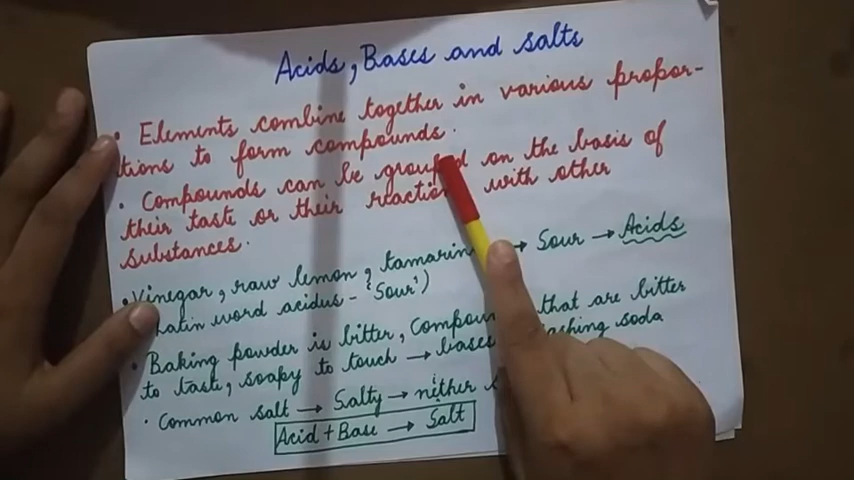 Acids, Bases and salts
• Elements combine together in various propor-
tions to form compounds.
• Compounds can be grouped on the basis of
their taste or their reaction with other
substances.
• Vinegar, raw lemon, tamarin → Sour → Acids
Latin word acidus - 'Sour')
• Baking powder is bitter, Compoun that are bitter
to taste, soapy to touch → bases soda
• Common salt → Salty → nither
Acid + Base → Salt